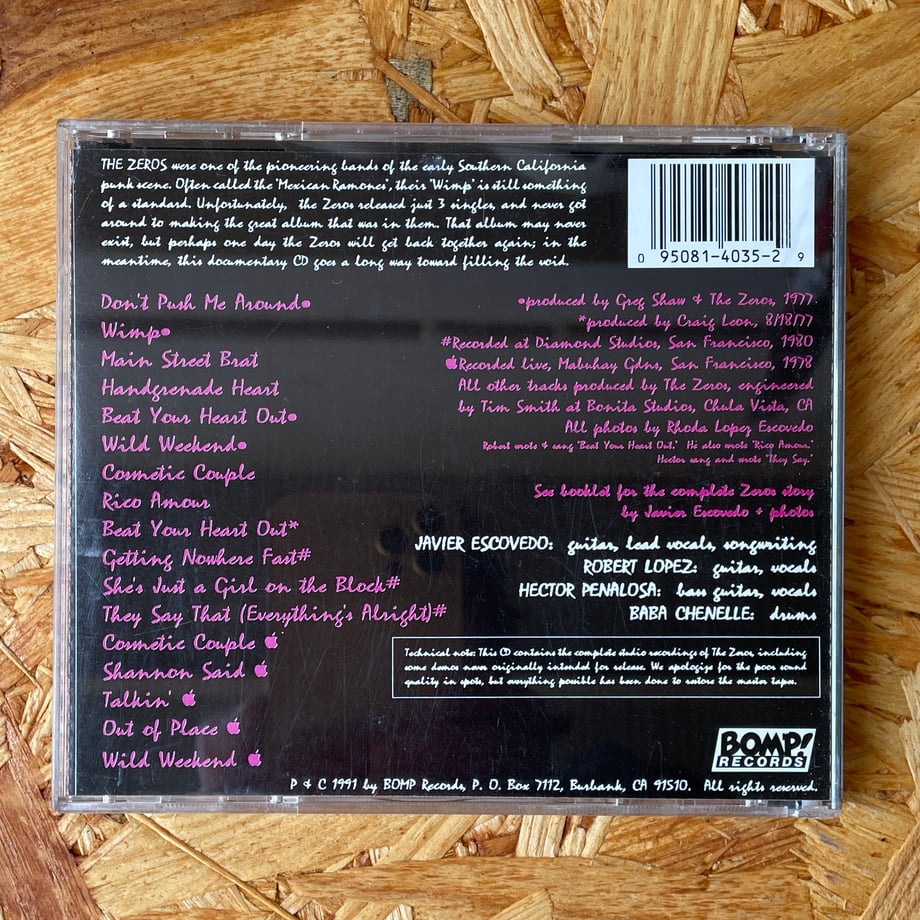 THE ZEROS were one of the pioneering bands of the early Southern California
punk scene. Often called the "Mexican Ramones", their "Wimp" is still something
of a standard. Unfortunately, the Zeros released just 3 singles, and never got
around to making the great album that was in them. That album may never
exist, but perhaps one day the Zeros will get back together again; in the
meantime, this documentary CD goes a long way toward filling the void.
0 95081-4035-2 9
Don't Push Me Around•
Wimp•
Main Street Brat
Handgrenade Heart
Beat Your Heart Out•
Wild Weekend•
Cosmetic Couple
Rico Amour
Beat Your Heart Out*
Getting Nowhere Fast#
She's Just a Girl on the Block#
They Say That (Everything's Alright)#
Cosmetic Couple
Shannon Said
Talkin'
Out of Place
Wild Weekend
•produced by Greg Shaw & The Zeros, 1977.
*produced by Craig Leon, 8/18/77
#Recorded at Diamond Studios, San Francisco, 1980
Recorded live, Mabuhay Gdns, San Francisco, 1978
All other tracks produced by The Zeros, engineered
by Tim Smith at Bonita Studios, Chula Vista, CA
All photos by Rhoda Lopez Escovedo
Robert wrote & sang "Beat Your Heart Out." He also wrote "Rico Amour."
Hector sang and wrote "They Say."
See booklet for the complete Zeros story
by Javier Escovedo + photos
JAVIER ESCOVEDO: guitar, lead vocals, songwriting
ROBERT LOPEZ: guitar, vocals
HECTOR PENALOSA: bass guitar, vocals
BABA CHENELLE: drums
Technical note: This CD contains the complete studio recordings of The Zeros, including
some demos never originally intended for release. We apologize for the poor sound
quality in spots, but everything possible has been done to restore the master tapes.
BOMP!
RECORDS
P & C 1991 by BOMP Records, P. O. Box 7112, Burbank, CA 91510. All rights reserved.